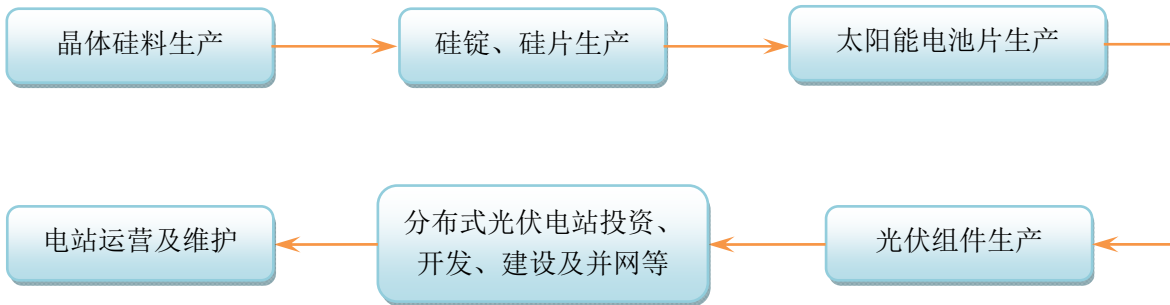 晶体硅料生产
硅锭、硅片生产
太阳能电池片生产
光伏组件生产
分布式光伏电站投资、
开发、建设及并网等
电站运营及维护